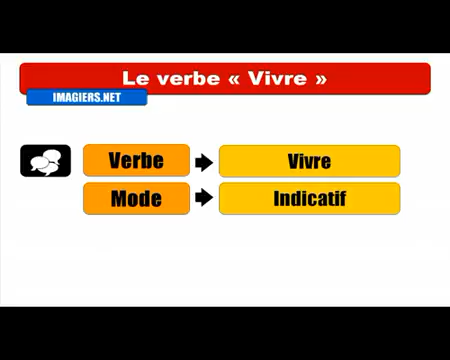 Le verbe « Vivre »
IMAGIERS.NET
Verbe Vivre
Mode Indicatif